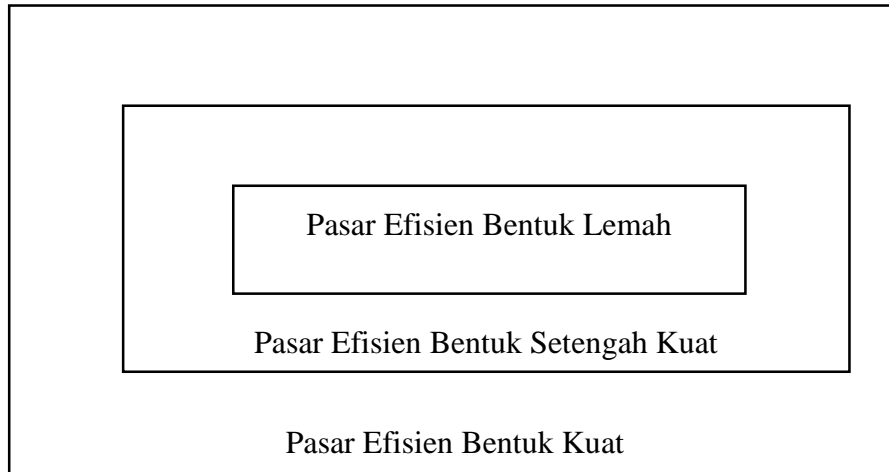 Pasar Efisien Bentuk Lemah
Pasar Efisien Bentuk Setengah Kuat
Pasar Efisien Bentuk Kuat